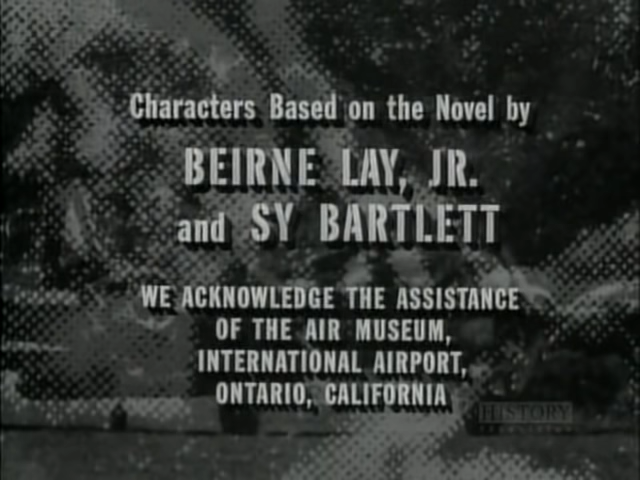 Characters Based on the Novel by
BEIRNE LAY, JR.
and SY BARTLETT
WE ACKNOWLEDGE THE ASSISTANCE
OF THE AIR MUSEUM,
INTERNATIONAL AIRPORT,
ONTARIO, CALIFORNIA
HISTORY